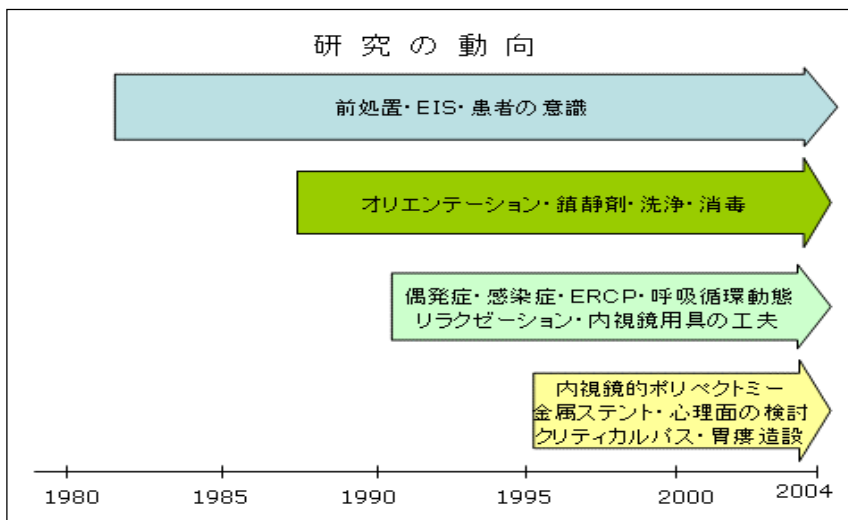 研究の動向
前処置・EIS・患者の意識
オリエンテーション・鎮静剤・洗浄・消毒
偶発症・感染症・ERCP・呼吸循環動態
リラクゼーション・内視鏡用具の工夫
内視鏡的ポリペクトミー
金属ステント・心理面の検討
クリティカルパス・胃瘻造設
1980 1985 1990 1995 2000 2004